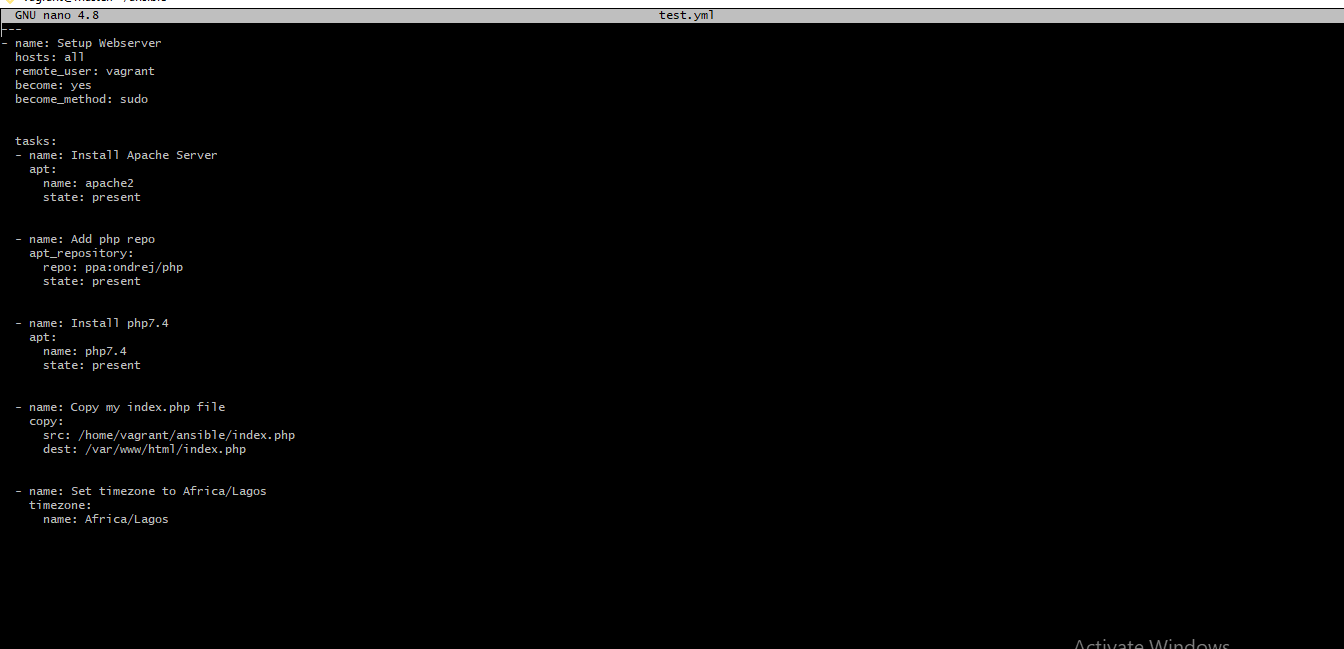 GNU nano 4.8 test.yml
---
- name: Setup Webserver
  hosts: all
  remote_user: vagrant
  become: yes
  become_method: sudo
  tasks:
  - name: Install Apache Server
    apt:
      name: apache2
      state: present
  - name: Add php repo
    apt_repository:
      repo: ppa:ondrej/php
      state: present
  - name: Install php7.4
    apt:
      name: php7.4
      state: present
  - name: Copy my index.php file
    copy:
      src: /home/vagrant/ansible/index.php
      dest: /var/www/html/index.php
  - name: Set timezone to Africa/Lagos
    timezone:
      name: Africa/Lagos
Activate Windows